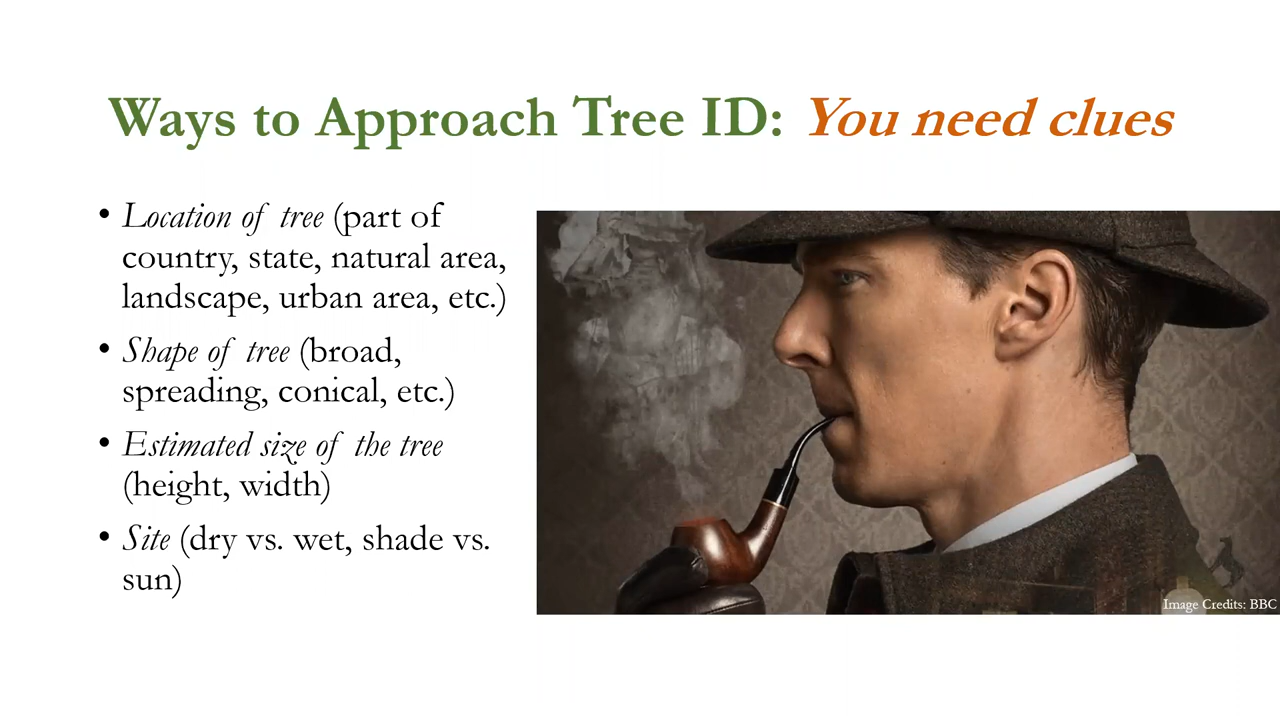 Ways to Approach Tree ID: You need clues
• Location of tree (part of
country, state, natural area,
landscape, urban area, etc.)
• Shape of tree (broad,
spreading, conical, etc.)
• Estimated size of the tree
(height, width)
• Site (dry vs. wet, shade vs.
sun)
Image Credits: BBC